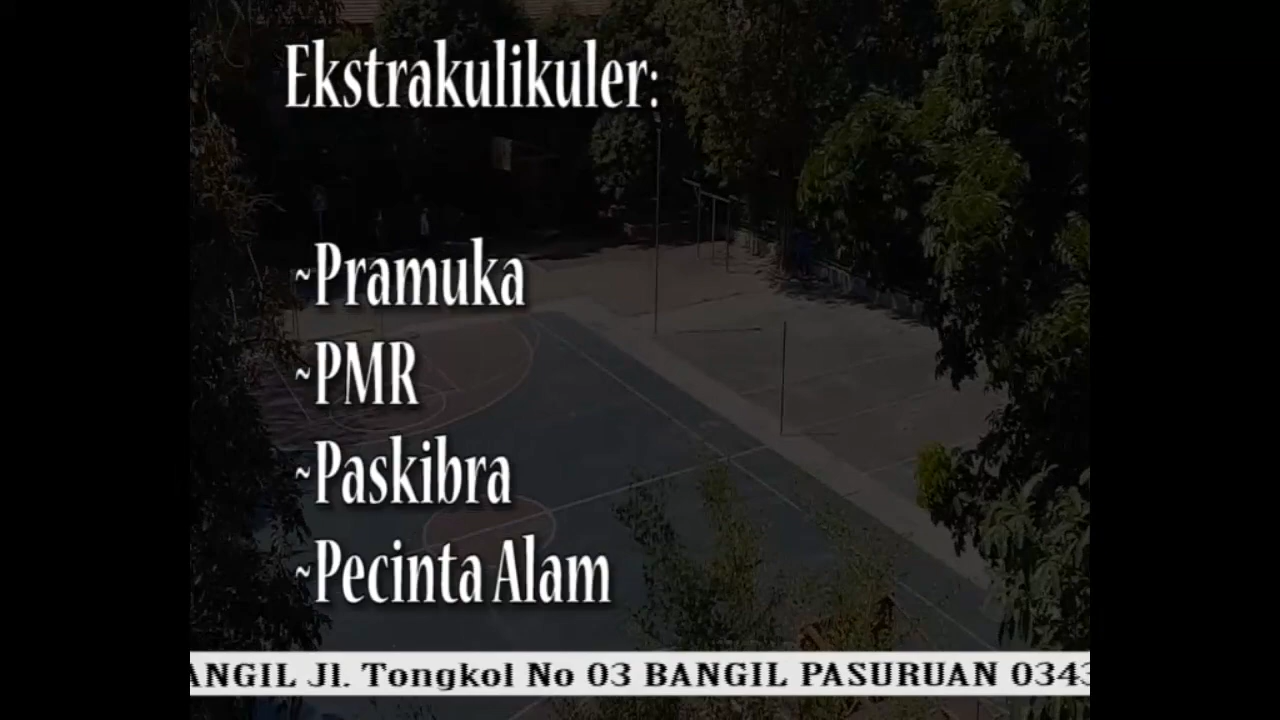 Ekstrakulikuler:
~Pramuka
~PMR
~Paskibra
~Pecinta Alam
ANGIL Jl. Tongkol No 03 BANGIL PASURUAN 0343